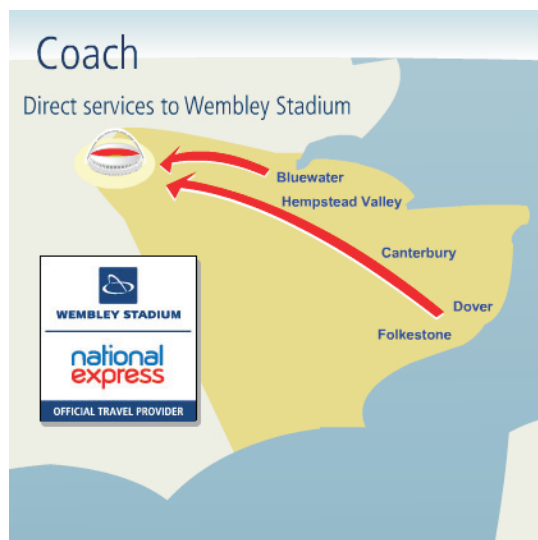 Coach
Direct services to Wembley Stadium
Bluewater
Hempstead Valley
Canterbury
Dover
Folkestone
WEMBLEY STADIUM
national
express
OFFICIAL TRAVEL PROVIDER